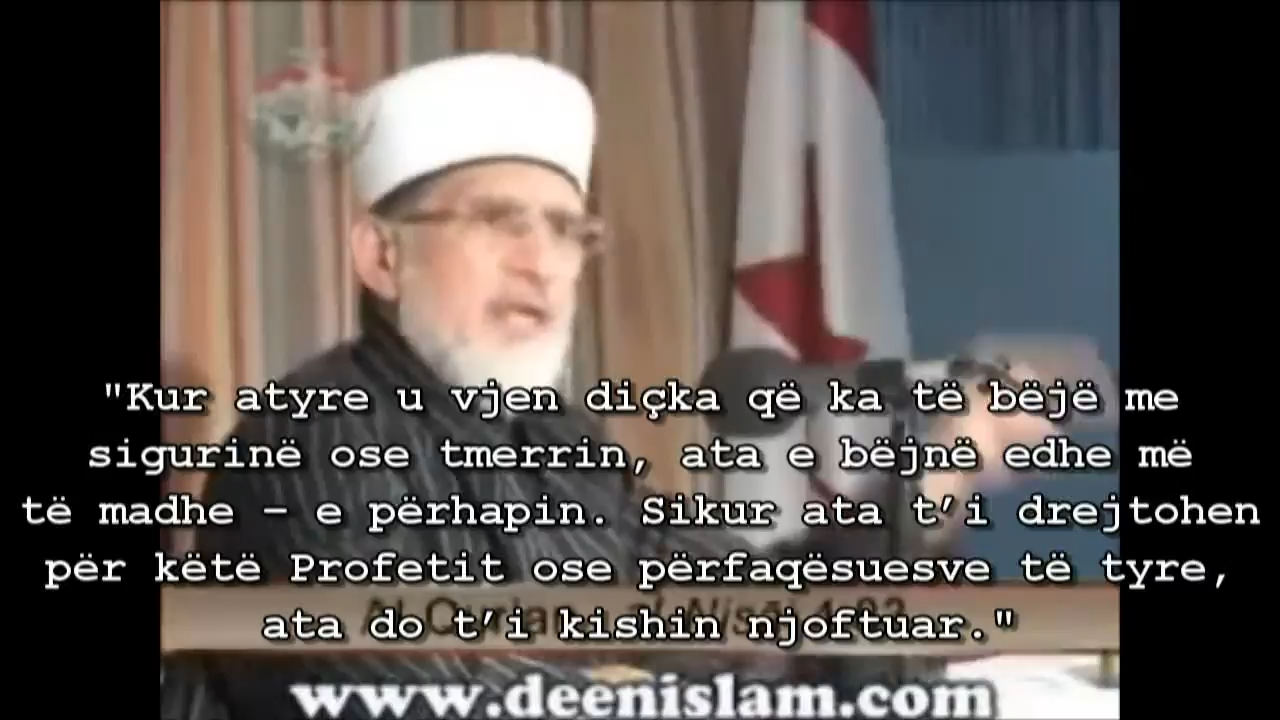 "Kur atyre u vjen diçka që ka të bëjë me
sigurinë ose tmerrin, ata e bëjnë edhe më
të madhe – e përhapin. Sikur ata t’i drejtohen
për këtë Profetit ose përfaqësuesve të tyre,
ata do t’i kishin njoftuar."
www.deenislam.com